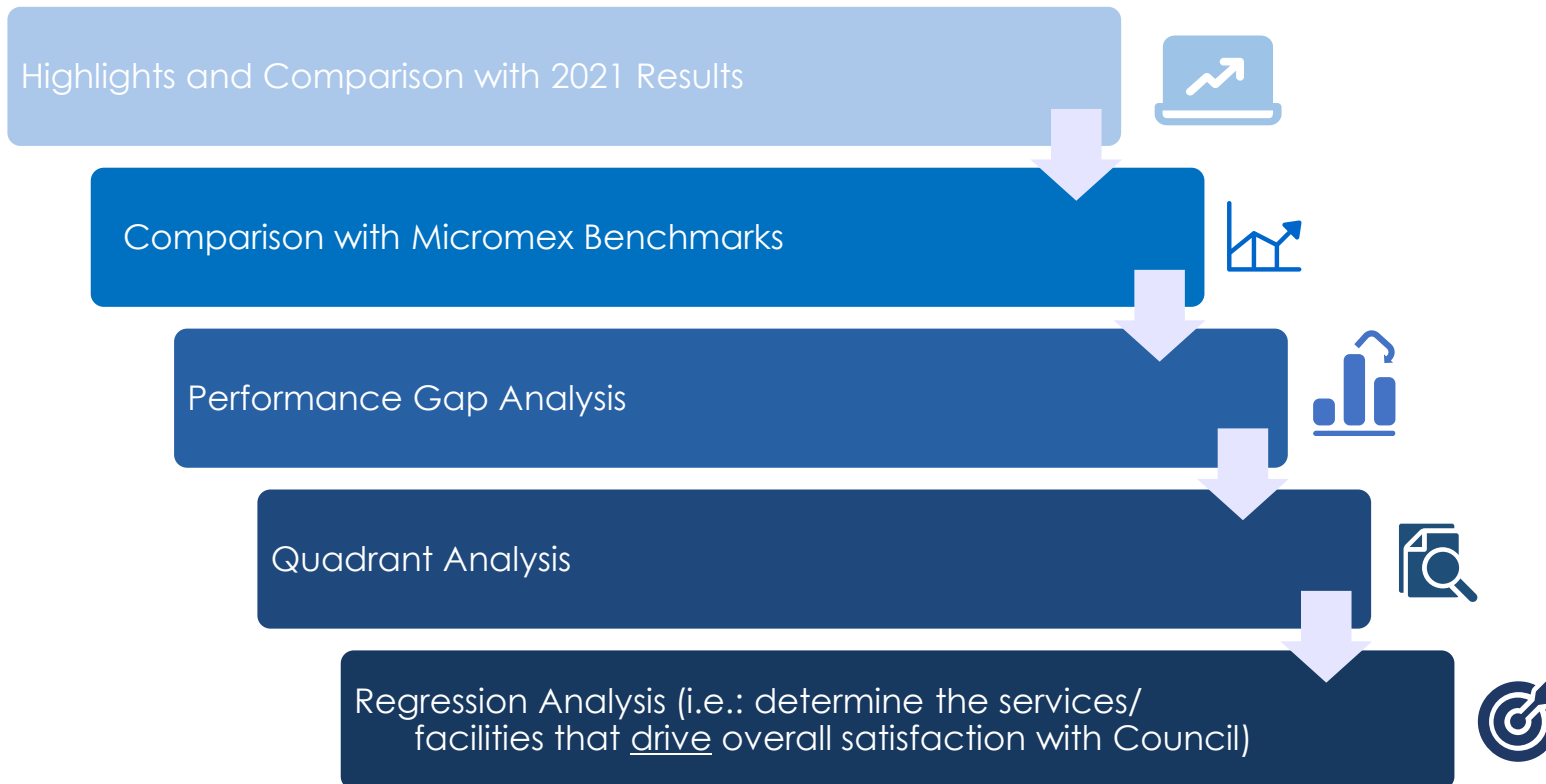 Highlights and Comparison with 2021 Results
Comparison with Micromex Benchmarks
Performance Gap Analysis
Quadrant Analysis
Regression Analysis (i.e.: determine the services/
facilities that drive overall satisfaction with Council)